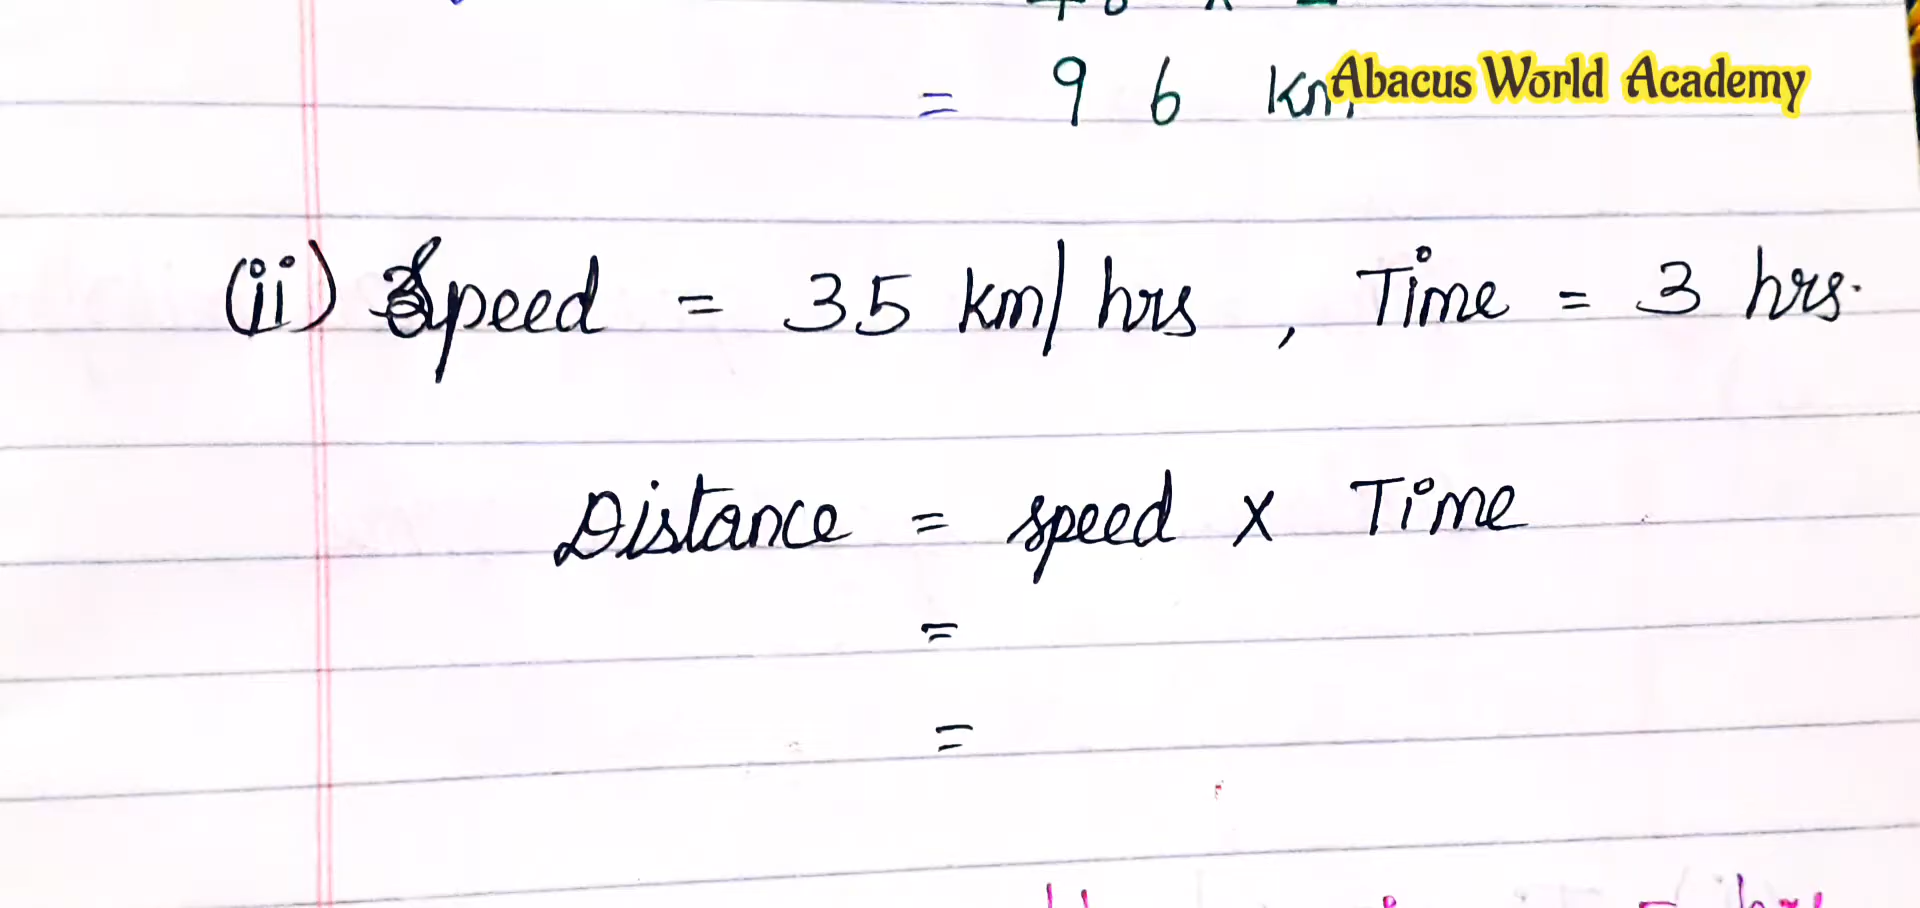 = 96 Km
Abacus World Academy
(ii) Speed = 35 km/hrs, Time = 3 hrs.
Distance = speed x Time
=
=